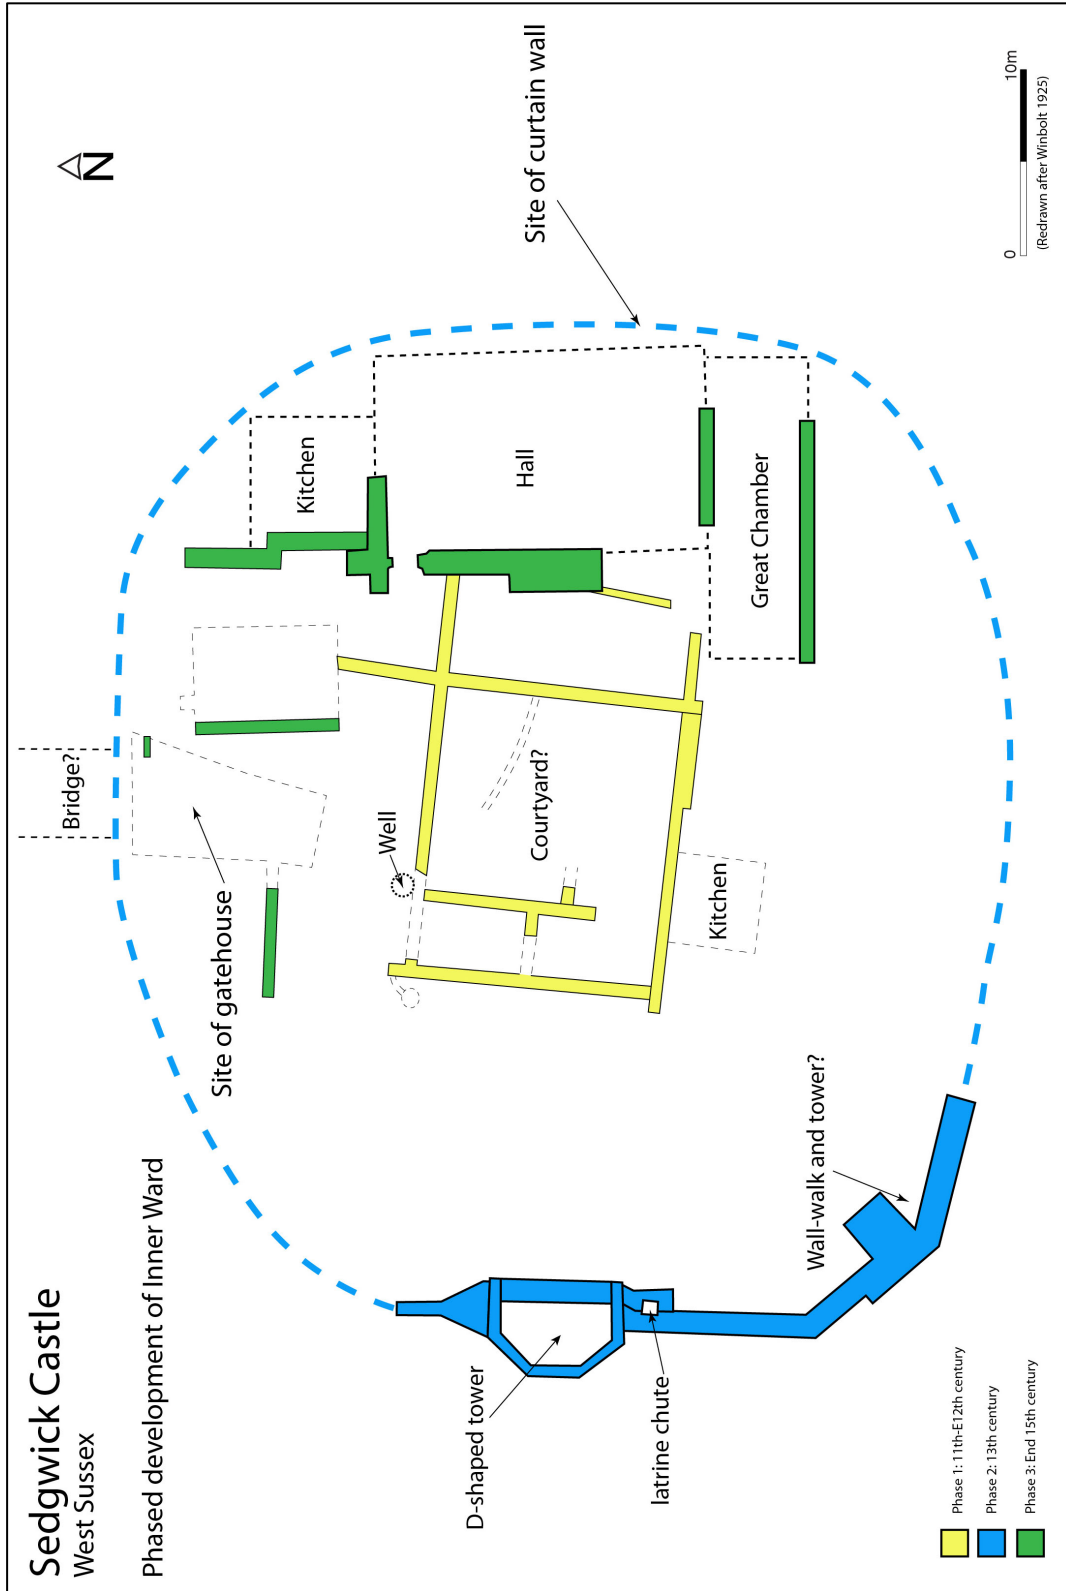 Sedgwick Castle
West Sussex
Phased development of Inner Ward
N
Bridge?
Site of gatehouse
Well
Kitchen
Hall
Site of curtain wall
Courtyard?
Great Chamber
Kitchen
D-shaped tower
latrine chute
Wall-walk and tower?
Phase 1: 11th-E12th century
Phase 2: 13th century
Phase 3: End 15th century
0 10m
(Redrawn after Winbolt 1925)